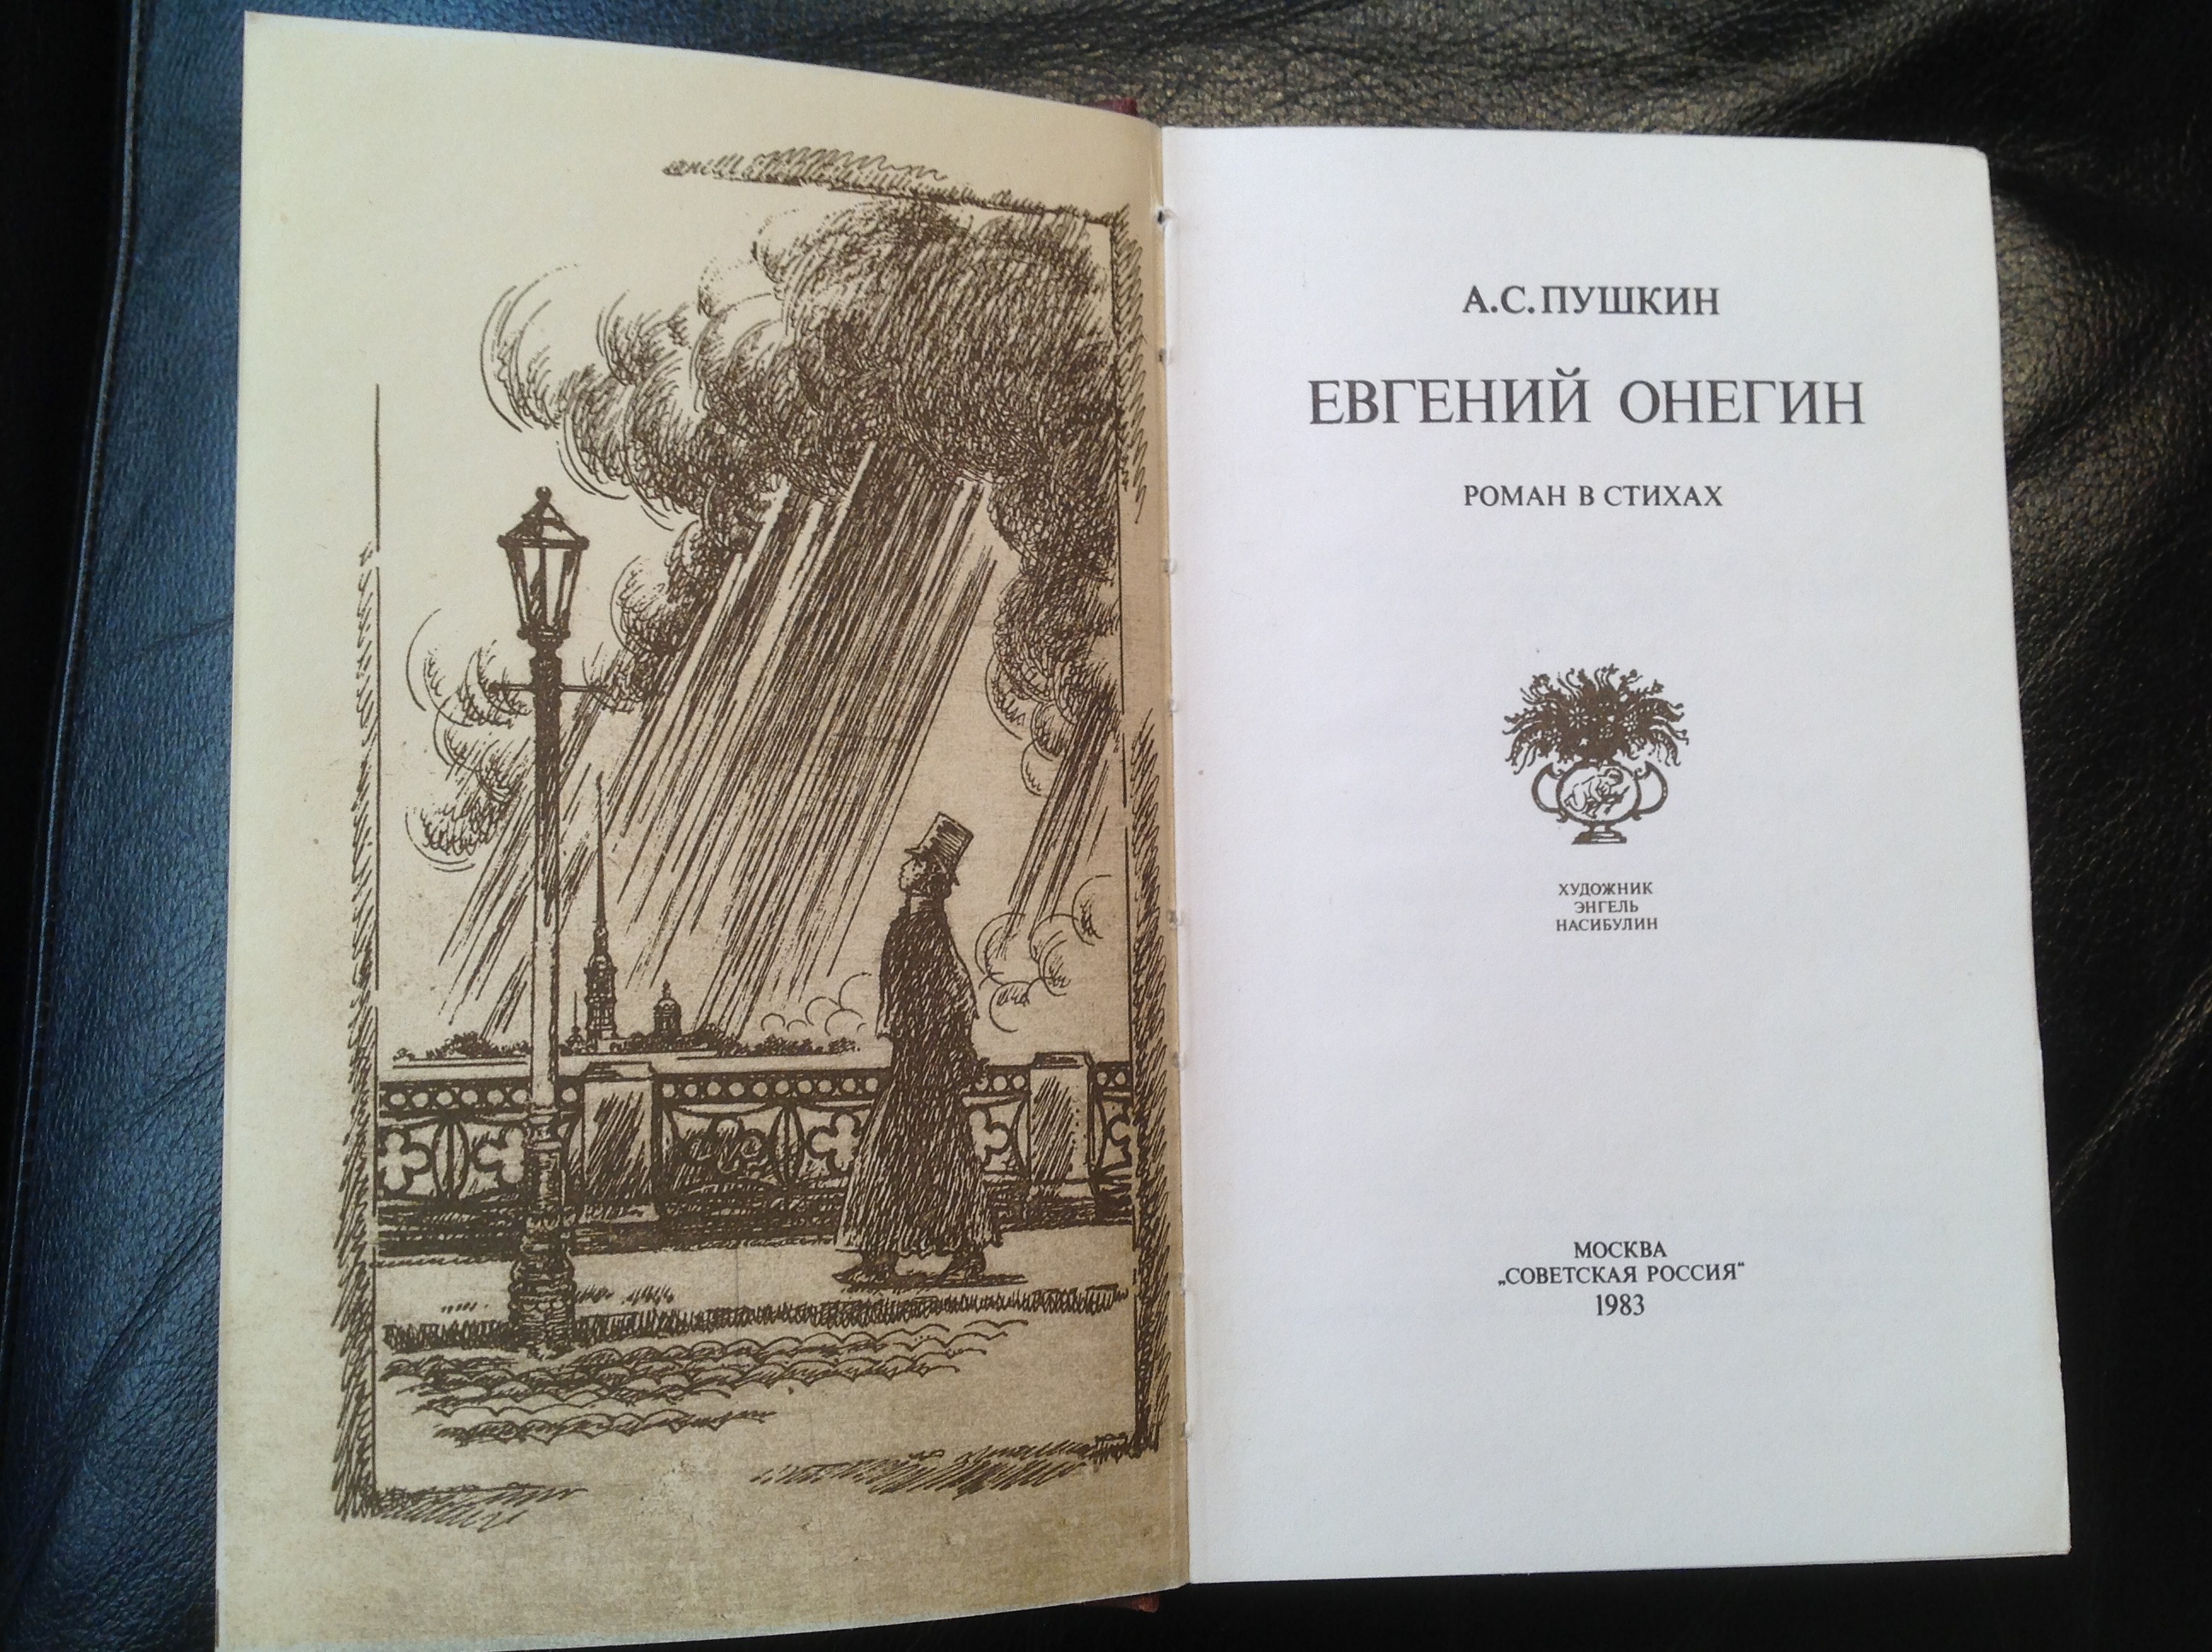 А.С.ПУШКИН
ЕВГЕНИЙ ОНЕГИН
РОМАН В СТИХАХ
ХУДОЖНИК
ЭНГЕЛЬ
НАСИБУЛИН
МОСКВА
„СОВЕТСКАЯ РОССИЯ“
1983